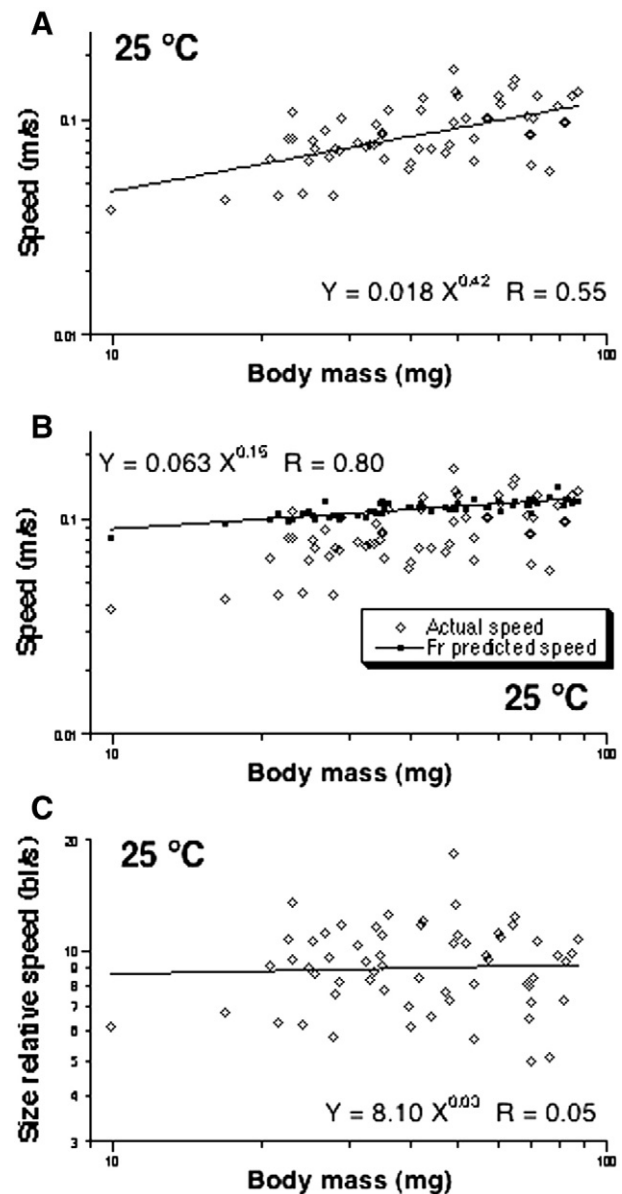 A
25 °C
0.1
0.01
Speed (m/s)
Y = 0.018 X^0.42 R = 0.55
10
100
Body mass (mg)
B
Y = 0.063 X^0.15 R = 0.80
0.1
0.01
Speed (m/s)
Actual speed
Fr predicted speed
25 °C
10
100
Body mass (mg)
C
25 °C
20
10
9
8
7
6
5
4
3
Size relative speed (bl/s)
Y = 8.10 X^0.03 R = 0.05
10
100
Body mass (mg)